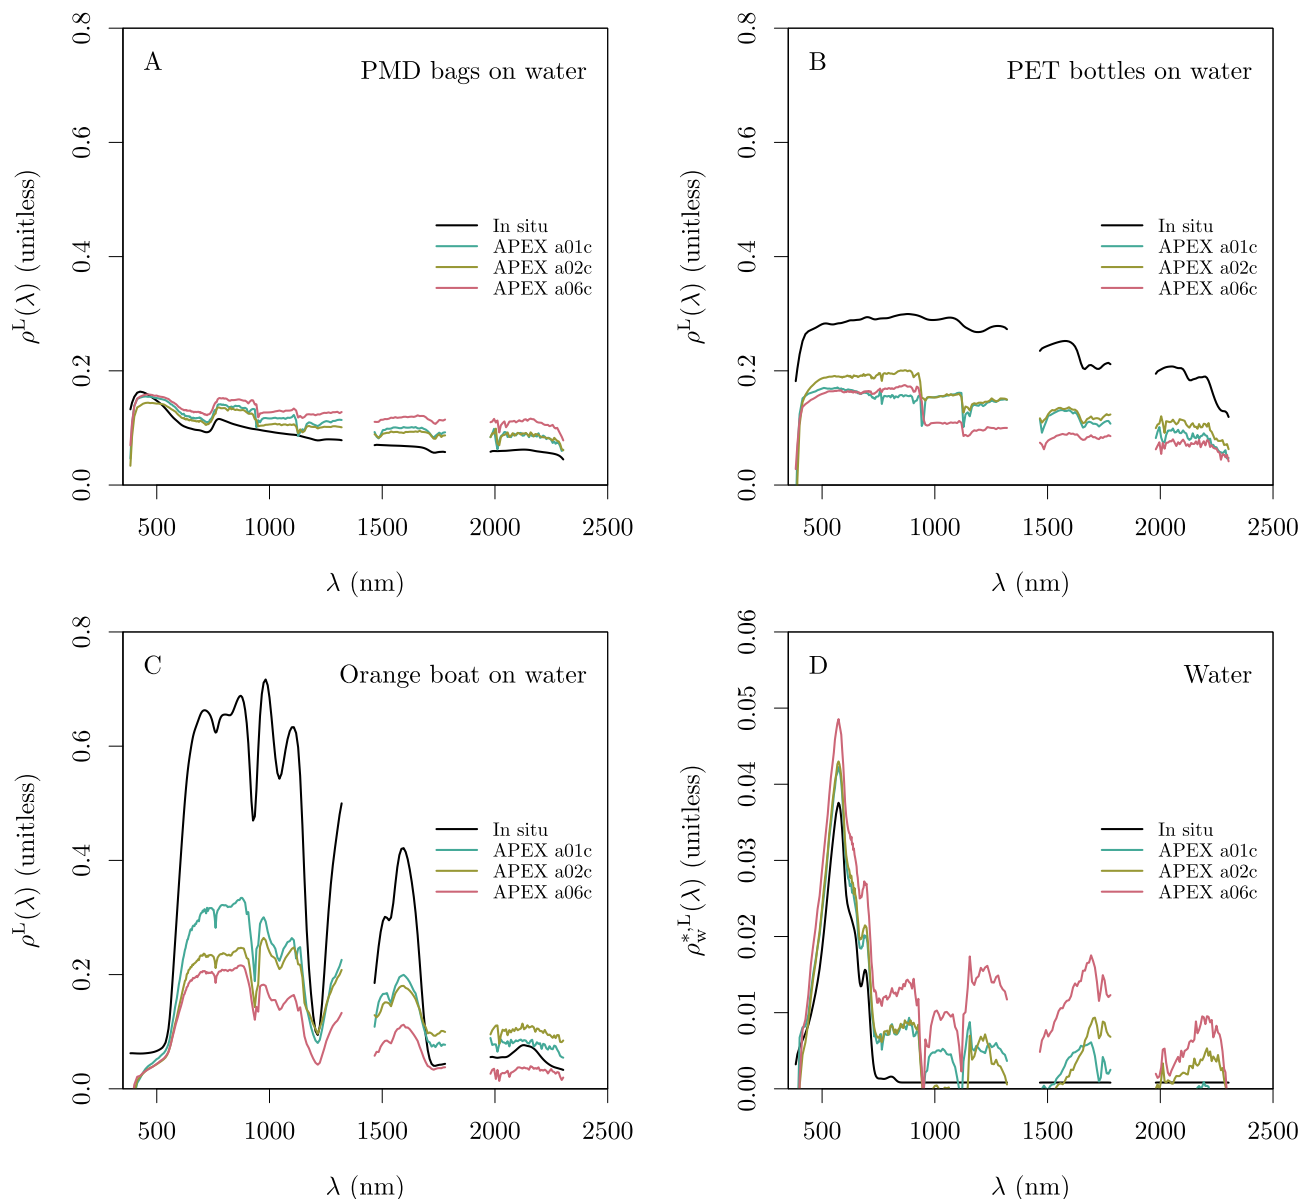 A
PMD bags on water
ρ^L(λ) (unitless)
0.8
0.6
0.4
0.2
0.0
In situ
APEX a01c
APEX a02c
APEX a06c
500 1000 1500 2000 2500
λ (nm)
B
PET bottles on water
ρ^L(λ) (unitless)
0.8
0.6
0.4
0.2
0.0
In situ
APEX a01c
APEX a02c
APEX a06c
500 1000 1500 2000 2500
λ (nm)
C
Orange boat on water
ρ^L(λ) (unitless)
0.8
0.6
0.4
0.2
0.0
In situ
APEX a01c
APEX a02c
APEX a06c
500 1000 1500 2000 2500
λ (nm)
D
Water
ρ_w^{*,L}(λ) (unitless)
0.06
0.05
0.04
0.03
0.02
0.01
0.00
In situ
APEX a01c
APEX a02c
APEX a06c
500 1000 1500 2000 2500
λ (nm)